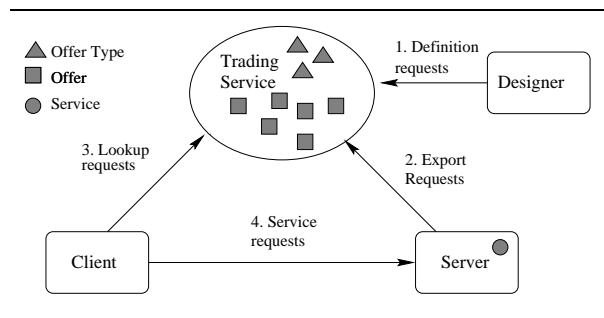 Offer Type
Offer
Service
Trading
Service
1. Definition
requests
Designer
3. Lookup
requests
2. Export
Requests
4. Service
requests
Client
Server